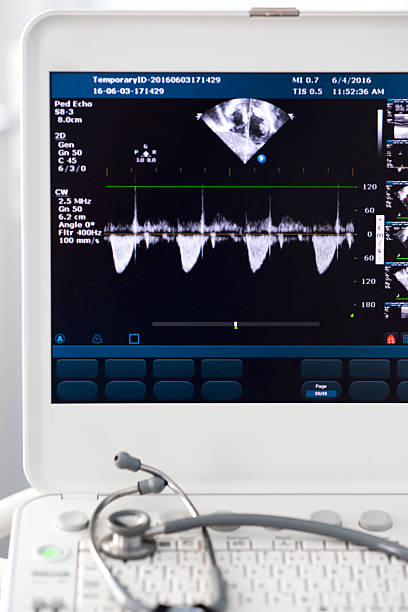 TemporaryID-20160603171429 MI 0.7 6/4/2016
16-06-03-171429 TIS 0.5 11:52:36 AM
Ped Echo
S8-3
8.0cm
2D
Gen
Gn 50
C 45
6/3/0
G
P R
3.0 8.0
P
CW
2.5 MHz
Gn 50
6.2 cm
Angle 0°
Fltr 400Hz
100 mm/s
120
60
0
cm/s
60
120
180
A
Page